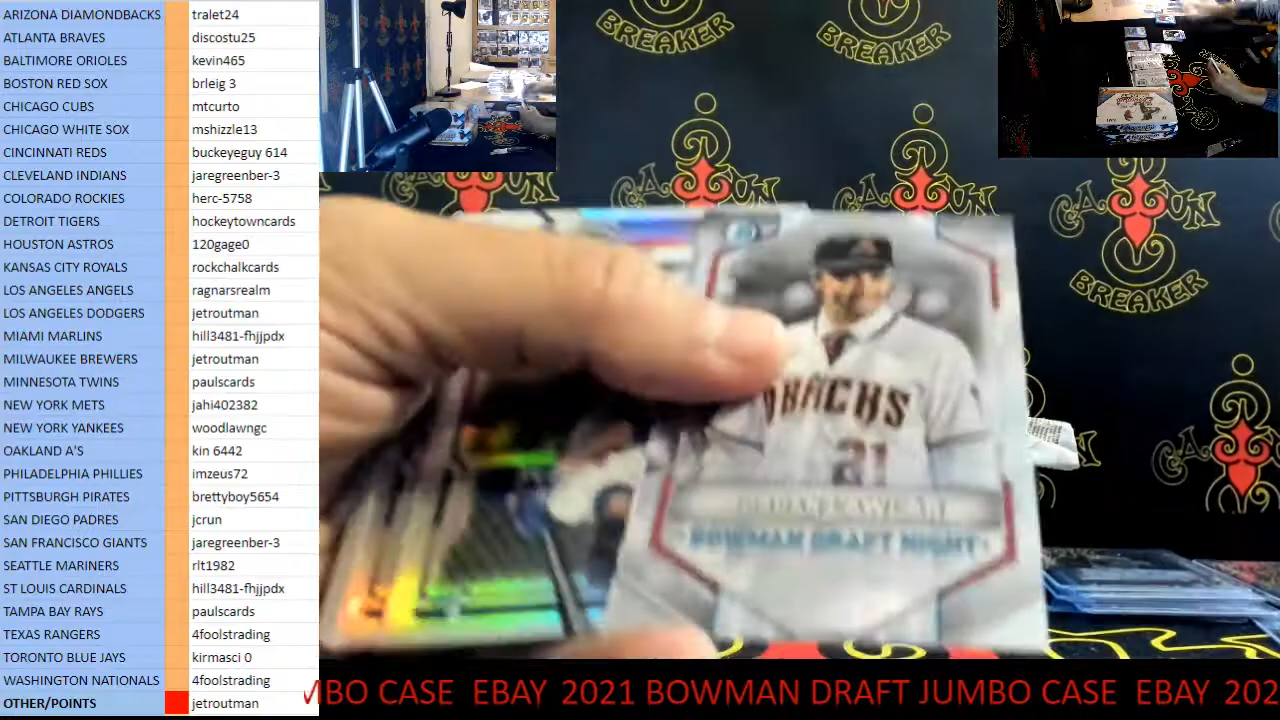 ARIZONA DIAMONDBACKS tralet24
ATLANTA BRAVES discostu25
BALTIMORE ORIOLES kevin465
BOSTON RED SOX brleig 3
CHICAGO CUBS mtcurto
CHICAGO WHITE SOX mshizzle13
CINCINNATI REDS buckeyeguy 614
CLEVELAND INDIANS jaregreenber-3
COLORADO ROCKIES herc-5758
DETROIT TIGERS hockeytowncards
HOUSTON ASTROS 120gage0
KANSAS CITY ROYALS rockchalkcards
LOS ANGELES ANGELS ragnarsrealm
LOS ANGELES DODGERS jetroutman
MIAMI MARLINS hill3481-fhjjpdx
MILWAUKEE BREWERS jetroutman
MINNESOTA TWINS paulscards
NEW YORK METS jahi402382
NEW YORK YANKEES woodlawngc
OAKLAND A'S kin 6442
PHILADELPHIA PHILLIES imzeus72
PITTSBURGH PIRATES brettyboy5654
SAN DIEGO PADRES jcrun
SAN FRANCISCO GIANTS jaregreenber-3
SEATTLE MARINERS rlt1982
ST LOUIS CARDINALS hill3481-fhjjpdx
TAMPA BAY RAYS paulscards
TEXAS RANGERS 4foolstrading
TORONTO BLUE JAYS kirmasci 0
WASHINGTON NATIONALS 4foolstrading
OTHER POINTS jetroutman
BREAKER
BREAKER
CAJUN
BREAKER
DBACKS
21
BOWMAN DRAFT NIGHT
MBO CASE EBAY 2021 BOWMAN DRAFT JUMBO CASE EBAY 202